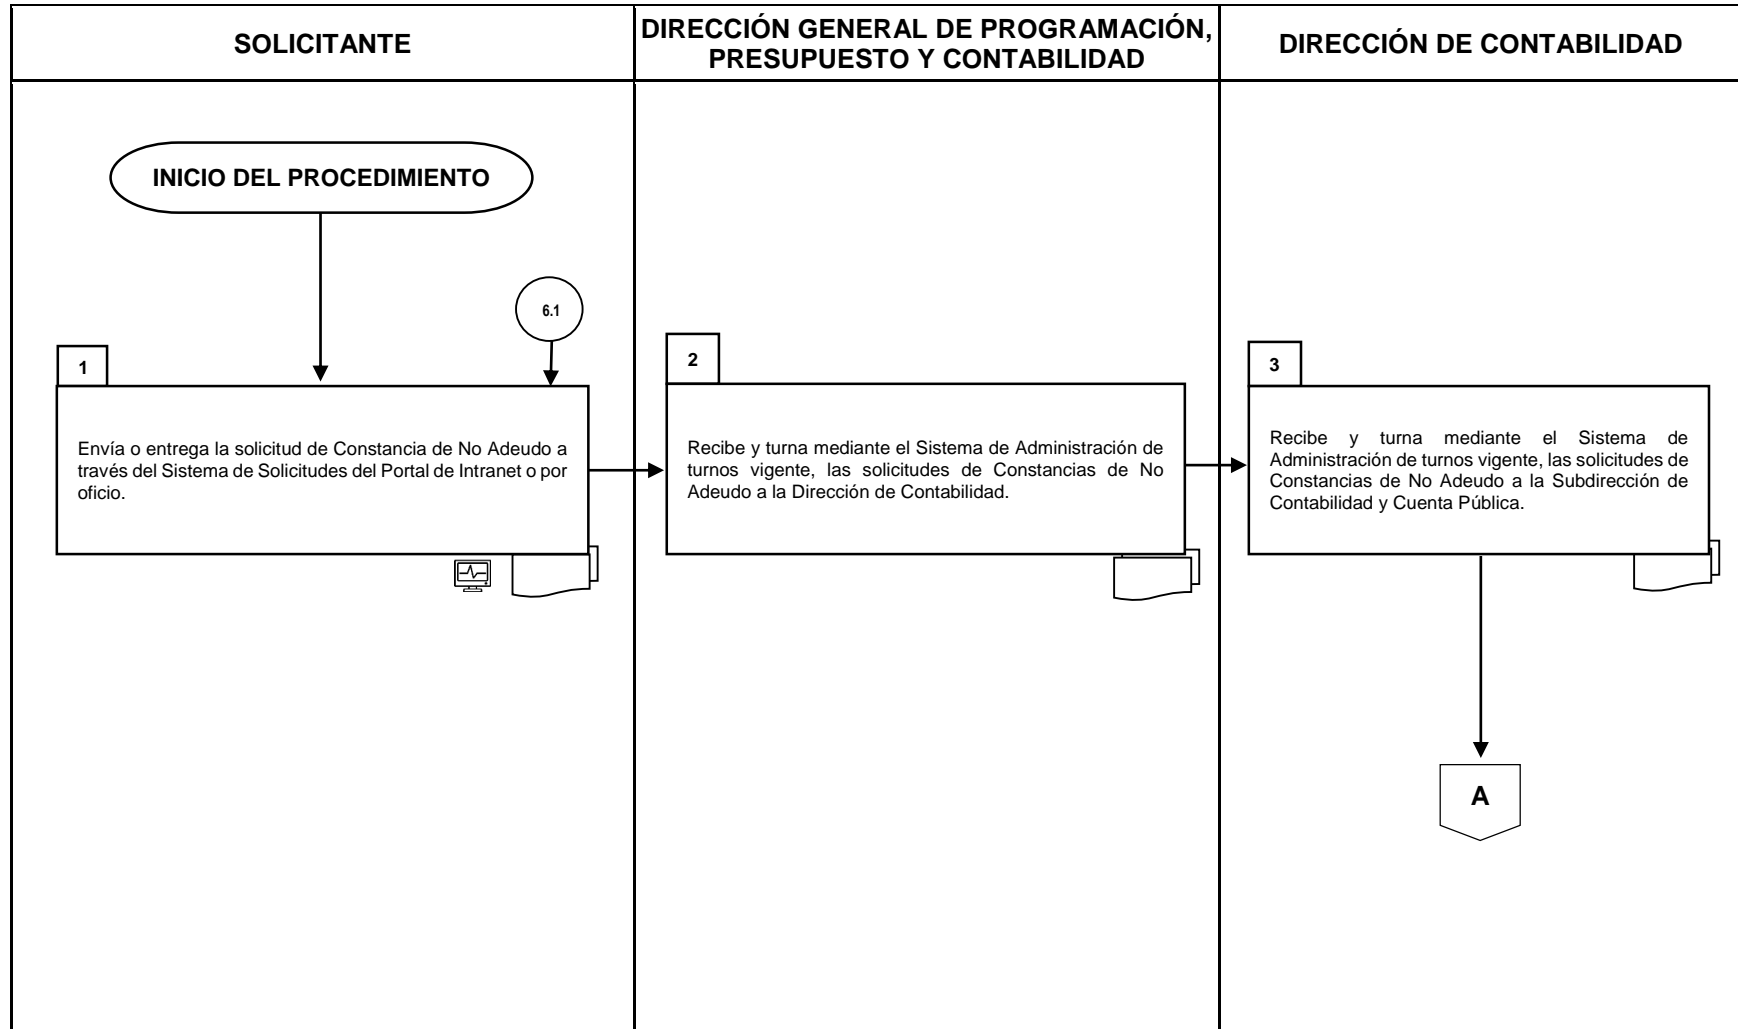 SOLICITANTE
DIRECCIÓN GENERAL DE PROGRAMACIÓN,
PRESUPUESTO Y CONTABILIDAD
DIRECCIÓN DE CONTABILIDAD
INICIO DEL PROCEDIMIENTO
6.1
1
Envía o entrega la solicitud de Constancia de No Adeudo a
través del Sistema de Solicitudes del Portal de Intranet o por
oficio.
2
Recibe y turna mediante el Sistema de Administración de
turnos vigente, las solicitudes de Constancias de No
Adeudo a la Dirección de Contabilidad.
3
Recibe y turna mediante el Sistema de
Administración de turnos vigente, las solicitudes de
Constancias de No Adeudo a la Subdirección de
Contabilidad y Cuenta Pública.
A